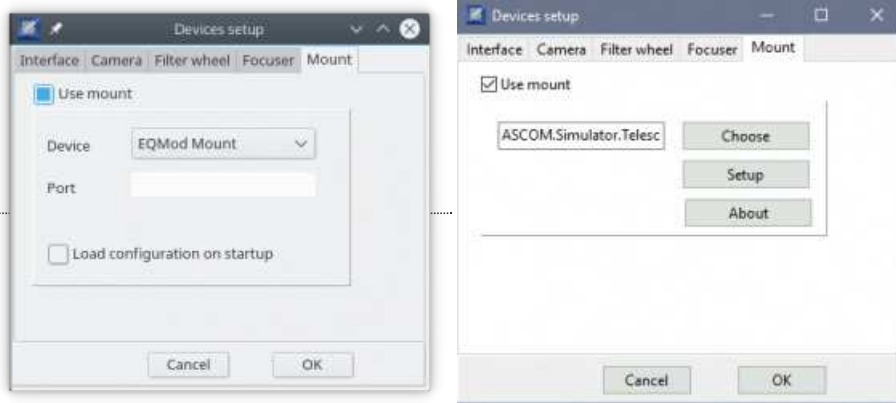 Devices setup
Interface Camera Filter wheel Focuser Mount
Use mount
Device EQMod Mount
Port
Load configuration on startup
Cancel OK
Devices setup
Interface Camera Filter wheel Focuser Mount
Use mount
ASCOM.Simulator.Telesc Choose
Setup
About
Cancel OK